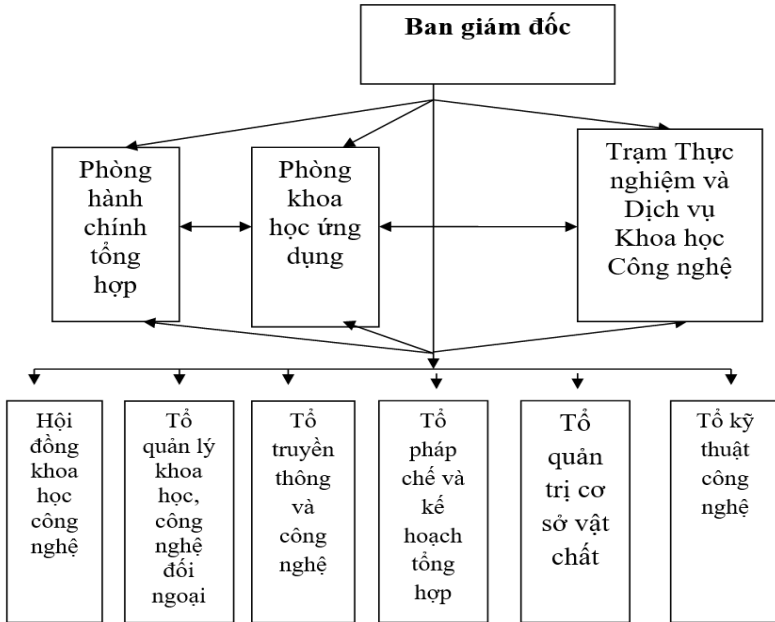 Ban giám đốc
Phòng
hành
chính
tổng
hợp
Phòng
khoa
học ứng
dụng
Trạm Thực
nghiệm và
Dịch vụ
Khoa học
Công nghệ
Hội
đồng
khoa
học
công
nghệ
Tổ
quản lý
khoa
học,
công
nghệ
đối
ngoại
Tổ
truyền
thông
và
công
nghệ
Tổ
pháp
chế và
kế
hoạch
tổng
hợp
Tổ
quản
trị cơ
sở vật
chất
Tổ kỹ
thuật
công
nghệ